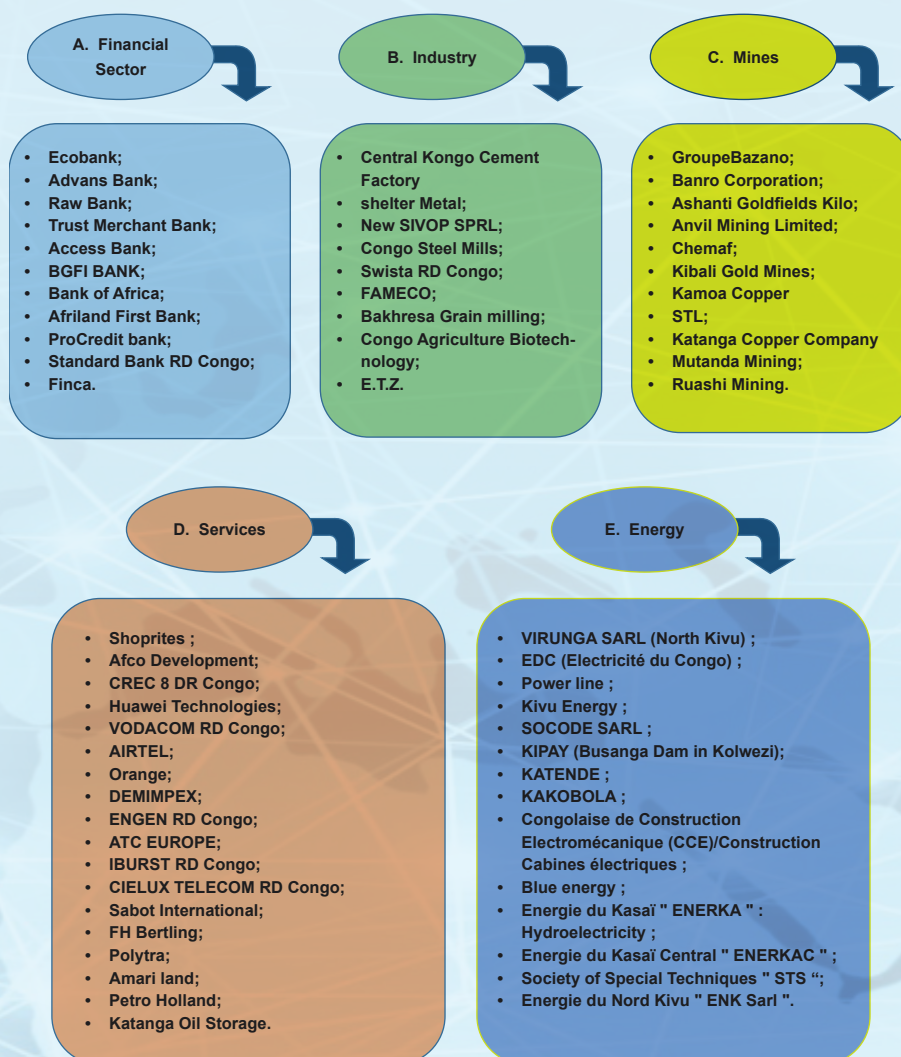 A. Financial
Sector
• Ecobank;
• Advans Bank;
• Raw Bank;
• Trust Merchant Bank;
• Access Bank;
• BGFI BANK;
• Bank of Africa;
• Afriland First Bank;
• ProCredit bank;
• Standard Bank RD Congo;
• Finca.
B. Industry
• Central Kongo Cement
Factory
• shelter Metal;
• New SIVOP SPRL;
• Congo Steel Mills;
• Swista RD Congo;
• FAMECO;
• Bakhresa Grain milling;
• Congo Agriculture Biotech-
nology;
• E.T.Z.
C. Mines
• GroupeBazano;
• Banro Corporation;
• Ashanti Goldfields Kilo;
• Anvil Mining Limited;
• Chemaf;
• Kibali Gold Mines;
• Kamoa Copper
• STL;
• Katanga Copper Company
• Mutanda Mining;
• Ruashi Mining.
D. Services
• Shoprites ;
• Afco Development;
• CREC 8 DR Congo;
• Huawei Technologies;
• VODACOM RD Congo;
• AIRTEL;
• Orange;
• DEMIMPEX;
• ENGEN RD Congo;
• ATC EUROPE;
• IBURST RD Congo;
• CIELUX TELECOM RD Congo;
• Sabot International;
• FH Bertling;
• Polytra;
• Amari land;
• Petro Holland;
• Katanga Oil Storage.
E. Energy
• VIRUNGA SARL (North Kivu) ;
• EDC (Electricité du Congo) ;
• Power line ;
• Kivu Energy ;
• SOCODE SARL ;
• KIPAY (Busanga Dam in Kolwezi);
• KATENDE ;
• KAKOBOLA ;
• Congolaise de Construction
Electromécanique (CCE)/Construction
Cabines électriques ;
• Blue energy ;
• Energie du Kasaï " ENERKA " :
Hydroelectricity ;
• Energie du Kasaï Central " ENERKAC " ;
• Society of Special Techniques " STS “;
• Energie du Nord Kivu " ENK Sarl ".